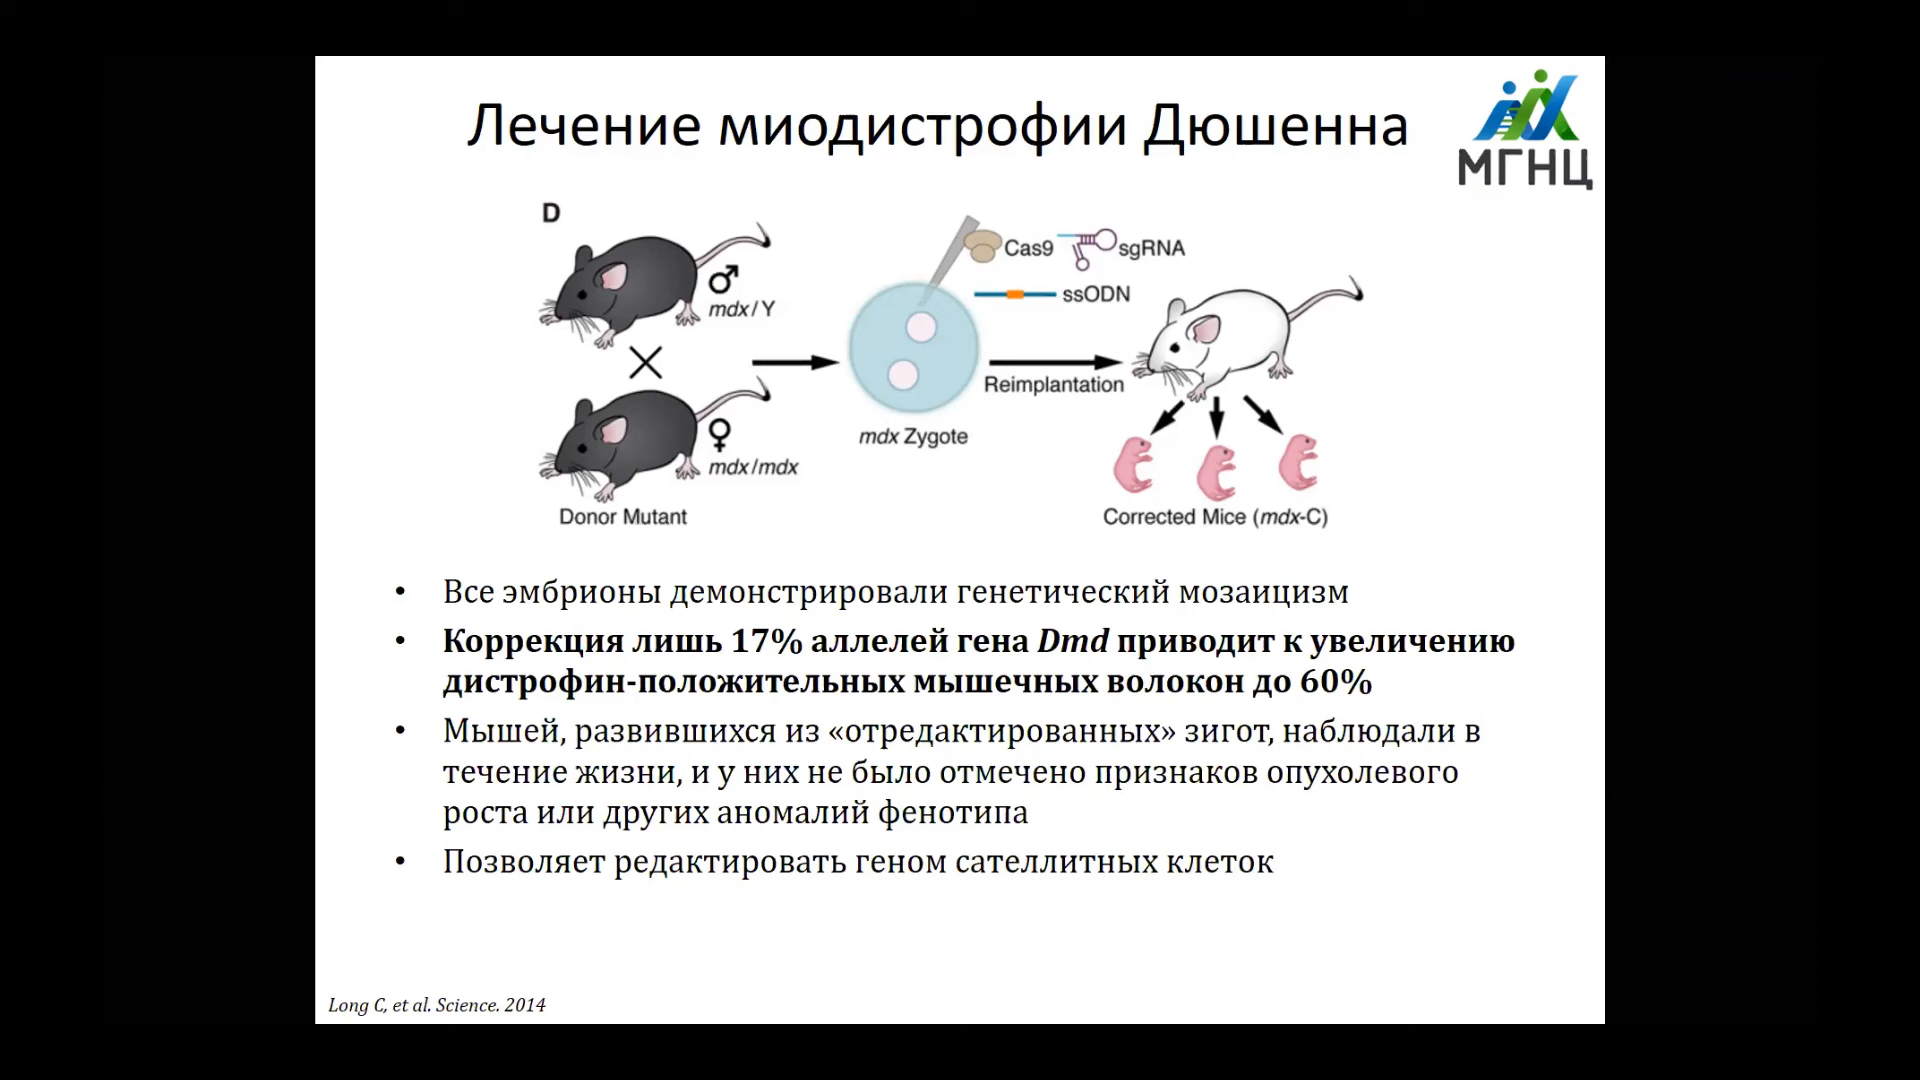 Лечение миодистрофии Дюшенна
МГНЦ
D
♂
mdx/Y
♀
mdx/mdx
Donor Mutant
mdx Zygote
Cas9
sgRNA
ssODN
Reimplantation
Corrected Mice (mdx-C)
• Все эмбрионы демонстрировали генетический мозаицизм
• Коррекция лишь 17% аллелей гена Dmd приводит к увеличению
дистрофин-положительных мышечных волокон до 60%
• Мышей, развившихся из «отредактированных» зигот, наблюдали в
течение жизни, и у них не было отмечено признаков опухолевого
роста или других аномалий фенотипа
• Позволяет редактировать геном сателлитных клеток
Long C, et al. Science. 2014